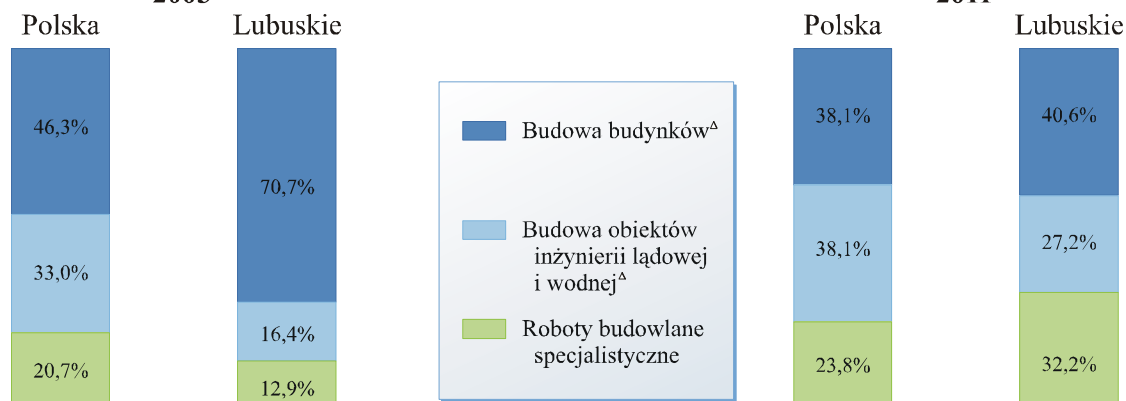 Polska
Lubuskie
46,3%
33,0%
20,7%
70,7%
16,4%
12,9%
Budowa budynków^Δ
Budowa obiektów
inżynierii lądowej
i wodnej^Δ
Roboty budowlane
specjalistyczne
Polska
Lubuskie
38,1%
38,1%
23,8%
40,6%
27,2%
32,2%